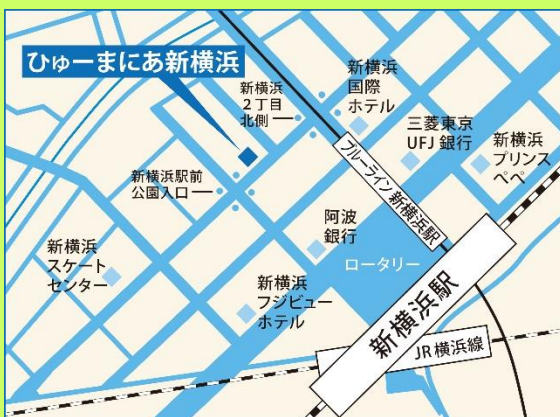 ひゅーまにあ新横浜
新横浜
2丁目
北側
新横浜
国際
ホテル
三菱東京
UFJ 銀行
新横浜
プリンス
ペペ
ブルーライン 新横浜駅
新横浜駅前
公園入口
阿波
銀行
ロータリー
新横浜
スケート
センター
新横浜
フジビュー
ホテル
新横浜駅
JR 横浜線